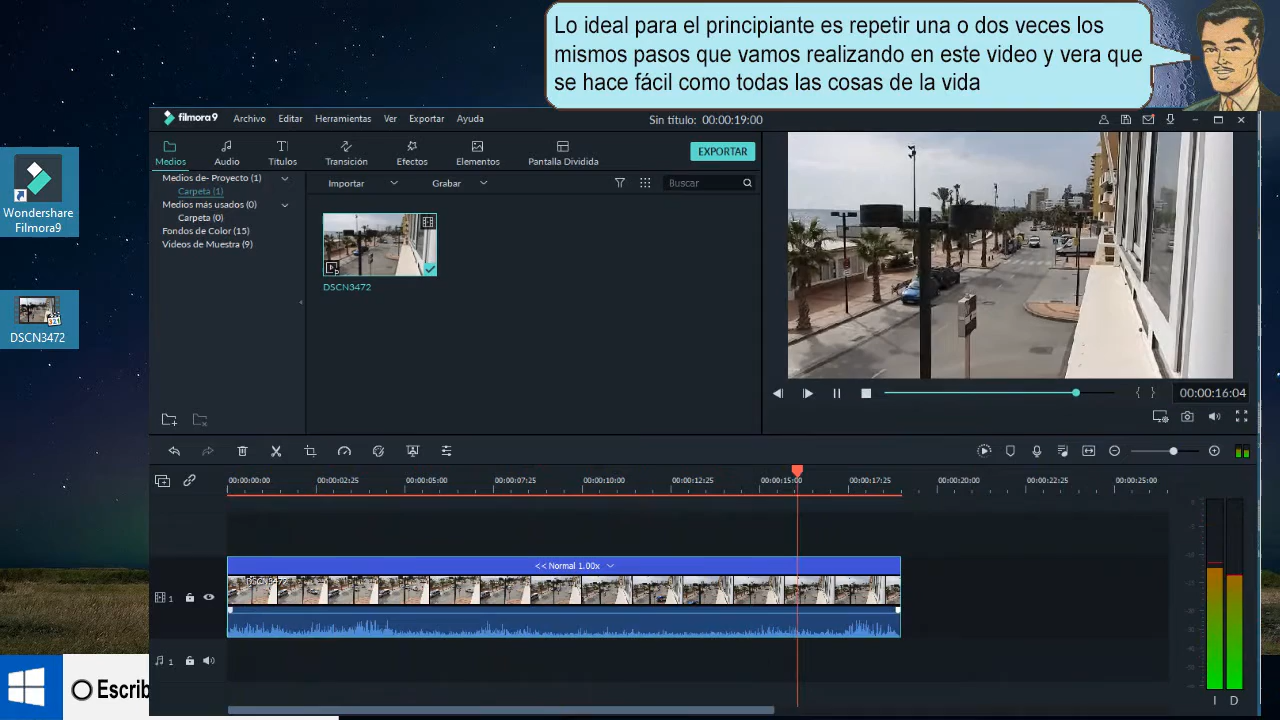 Lo ideal para el principiante es repetir una o dos veces los
mismos pasos que vamos realizando en este video y vera que
se hace fácil como todas las cosas de la vida
filmora9 Archivo Editar Herramientas Ver Exportar Ayuda Sin título: 00:00:19:00
Medios Audio Títulos Transición Efectos Elementos Pantalla Dividida EXPORTAR
Medios de- Proyecto (1)
Carpeta (1)
Medios más usados (0)
Carpeta (0)
Fondos de Color (15)
Videos de Muestra (9)
Importar Grabar Buscar
DSCN3472
Wondershare
Filmora9
DSCN3472
00:00:16:04
00:00:00:00 00:00:02:25 00:00:05:00 00:00:07:25 00:00:10:00 00:00:12:25 00:00:15:00 00:00:17:25 00:00:20:00 00:00:22:25 00:00:25:00
<< Normal 1.00x
DSCN3472
1
1
I D
Escrib